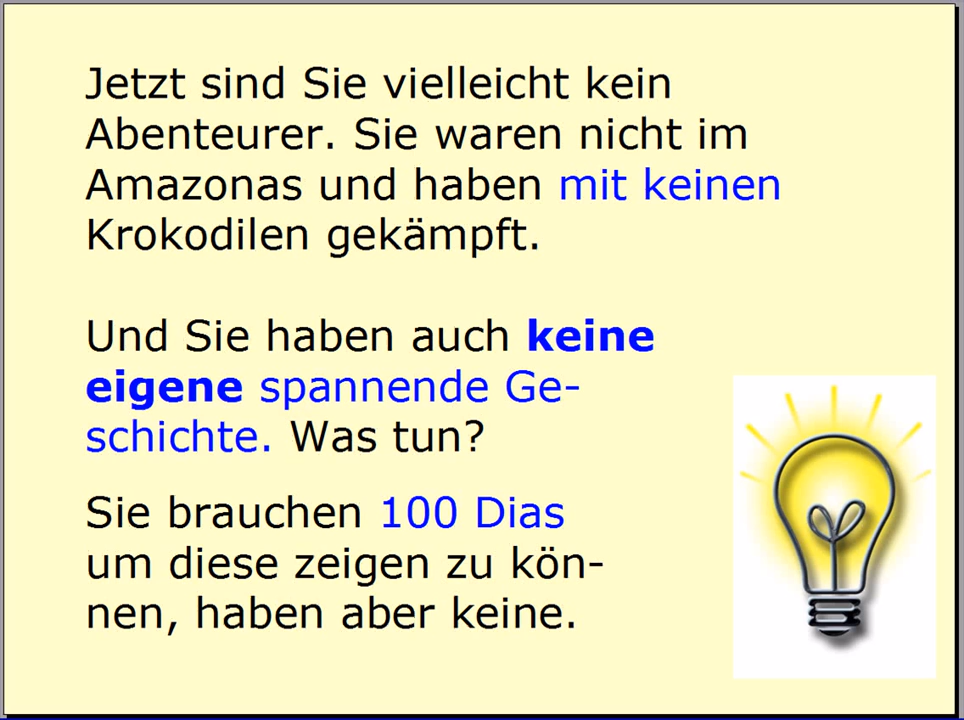 Jetzt sind Sie vielleicht kein
Abenteurer. Sie waren nicht im
Amazonas und haben mit keinen
Krokodilen gekämpft.
Und Sie haben auch keine
eigene spannende Ge-
schichte. Was tun?
Sie brauchen 100 Dias
um diese zeigen zu kön-
nen, haben aber keine.